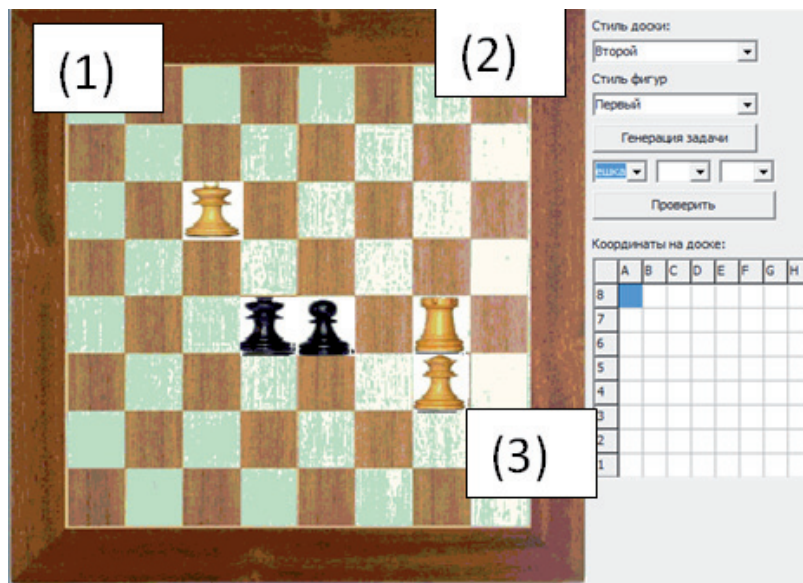 (1)
(2)
(3)
Стиль доски:
Второй
Стиль фигур
Первый
Генерация задачи
ешка
Проверить
Координаты на доске:
A B C D E F G H
8
7
6
5
4
3
2
1